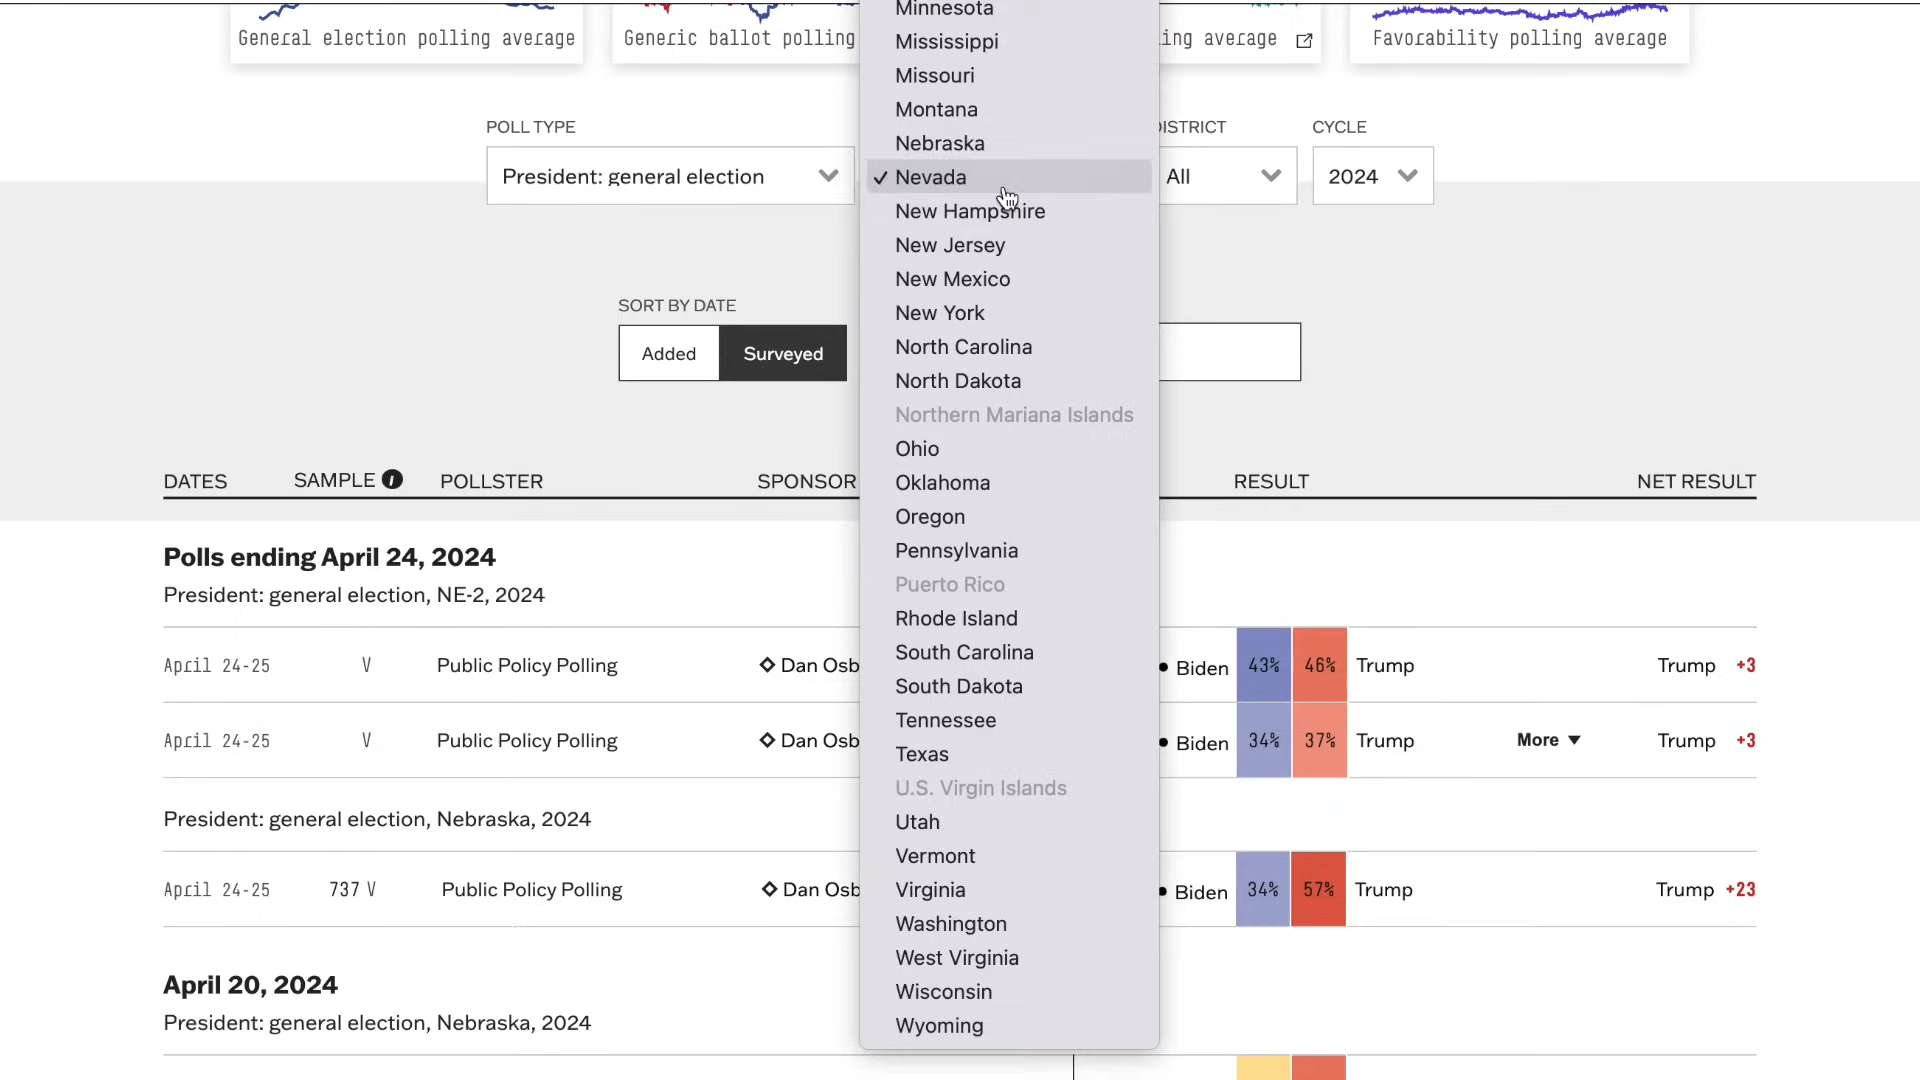 General election polling average
Generic ballot polling
ing average
Favorability polling average
POLL TYPE
DISTRICT
CYCLE
President: general election
All
2024
Minnesota
Mississippi
Missouri
Montana
Nebraska
✓ Nevada
New Hampshire
New Jersey
New Mexico
New York
North Carolina
North Dakota
Northern Mariana Islands
Ohio
Oklahoma
Oregon
Pennsylvania
Puerto Rico
Rhode Island
South Carolina
South Dakota
Tennessee
Texas
U.S. Virgin Islands
Utah
Vermont
Virginia
Washington
West Virginia
Wisconsin
Wyoming
SORT BY DATE
Added Surveyed
DATES SAMPLE i POLLSTER SPONSOR RESULT NET RESULT
Polls ending April 24, 2024
President: general election, NE-2, 2024
April 24-25 V Public Policy Polling Dan Osb Biden 43% 46% Trump Trump +3
April 24-25 V Public Policy Polling Dan Osb Biden 34% 37% Trump More Trump +3
President: general election, Nebraska, 2024
April 24-25 737 V Public Policy Polling Dan Osb Biden 34% 57% Trump Trump +23
April 20, 2024
President: general election, Nebraska, 2024